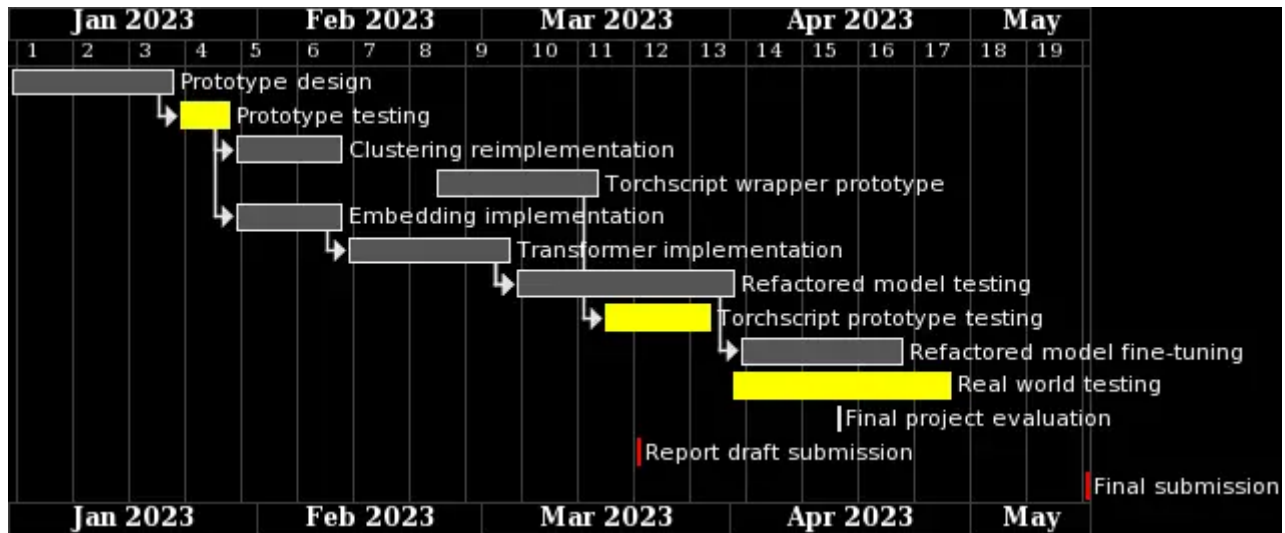 Jan 2023 Feb 2023 Mar 2023 Apr 2023 May
1 2 3 4 5 6 7 8 9 10 11 12 13 14 15 16 17 18 19
Prototype design
Prototype testing
Clustering reimplementation
Torchscript wrapper prototype
Embedding implementation
Transformer implementation
Refactored model testing
Torchscript prototype testing
Refactored model fine-tuning
Real world testing
Final project evaluation
Report draft submission
Final submission
Jan 2023 Feb 2023 Mar 2023 Apr 2023 May